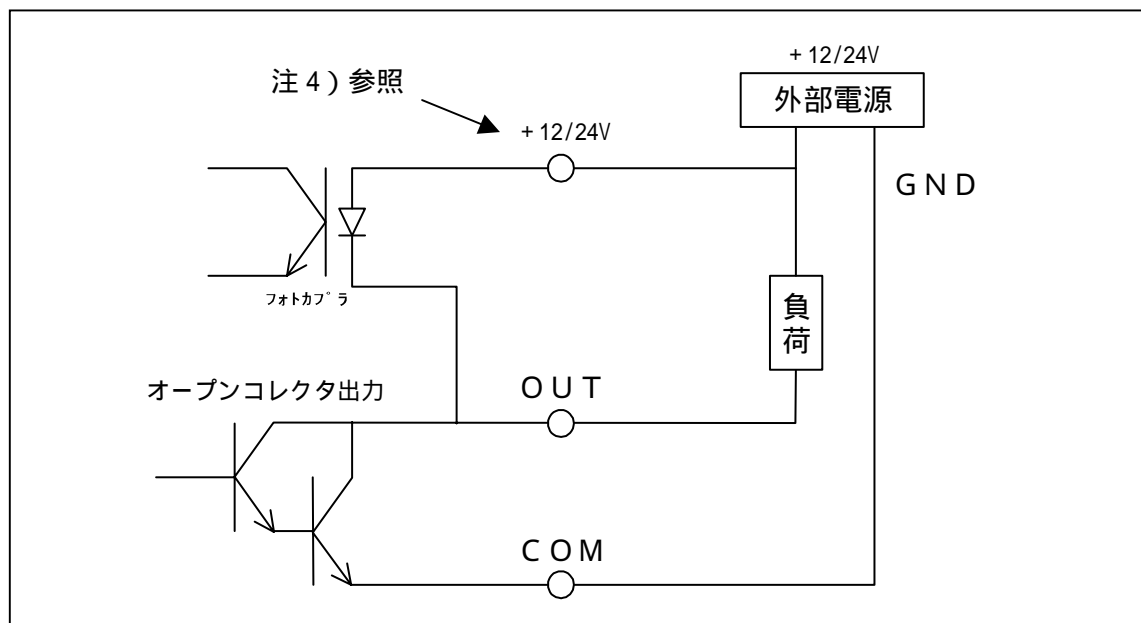 注4）参照
+12/24V
+12/24V
外部電源
GND
ﾌｫﾄｶﾌﾟﾗ
負荷
オープンコレクタ出力
OUT
COM